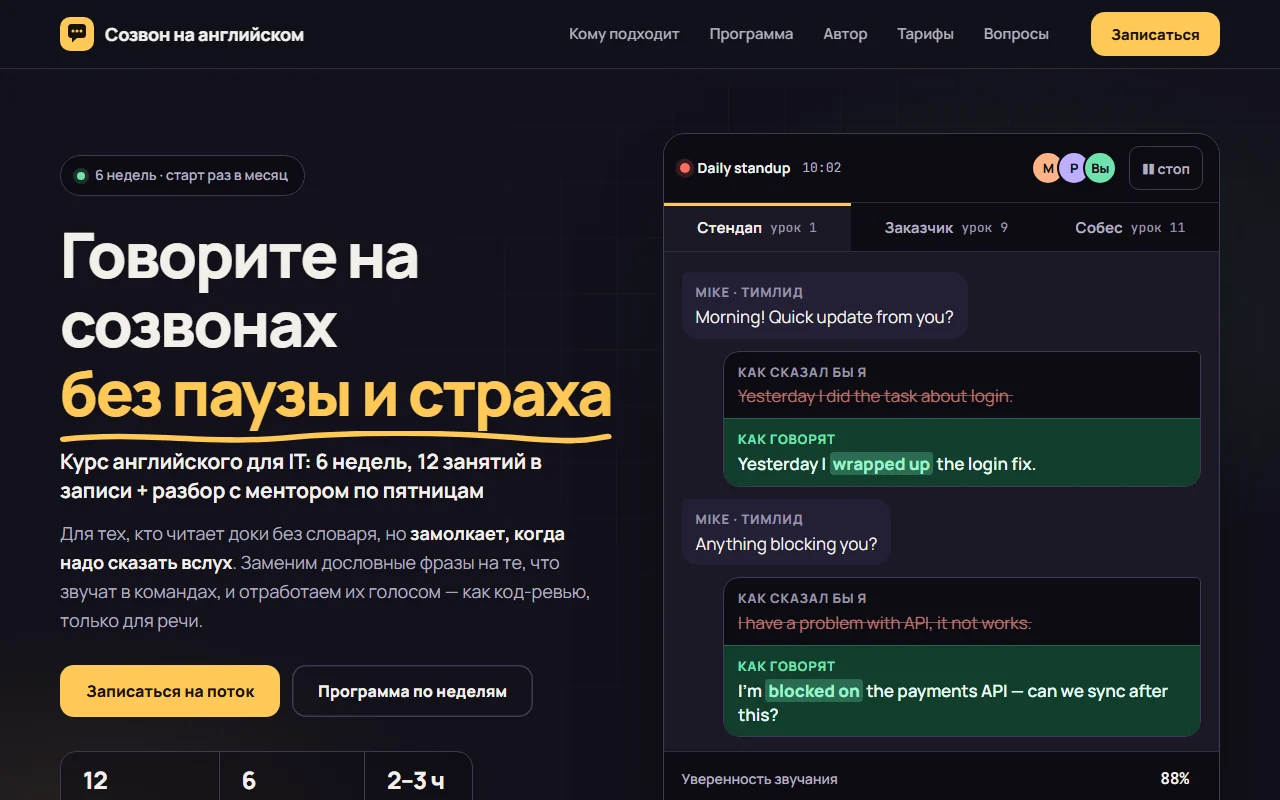 Созвон на английском
Кому подходит
Программа
Автор
Тарифы
Вопросы
Записаться
6 недель · старт раз в месяц
Говорите на
созвонах
без паузы и страха
Курс английского для IT: 6 недель, 12 занятий в
записи + разбор с ментором по пятницам
Для тех, кто читает доки без словаря, но замолкает, когда
надо сказать вслух. Заменим дословные фразы на те, что
звучат в командах, и отработаем их голосом — как код-ревью,
только для речи.
Записаться на поток
Программа по неделям
12
6
2–3 ч
Daily standup 10:02
M
P
Вы
стоп
Стендап урок 1
Заказчик урок 9
Собес урок 11
MIKE · ТИМЛИД
Morning! Quick update from you?
КАК СКАЗАЛ БЫ Я
Yesterday I did the task about login.
КАК ГОВОРЯТ
Yesterday I wrapped up the login fix.
MIKE · ТИМЛИД
Anything blocking you?
КАК СКАЗАЛ БЫ Я
I have a problem with API, it not works.
КАК ГОВОРЯТ
I’m blocked on the payments API — can we sync after
this?
Уверенность звучания
88%